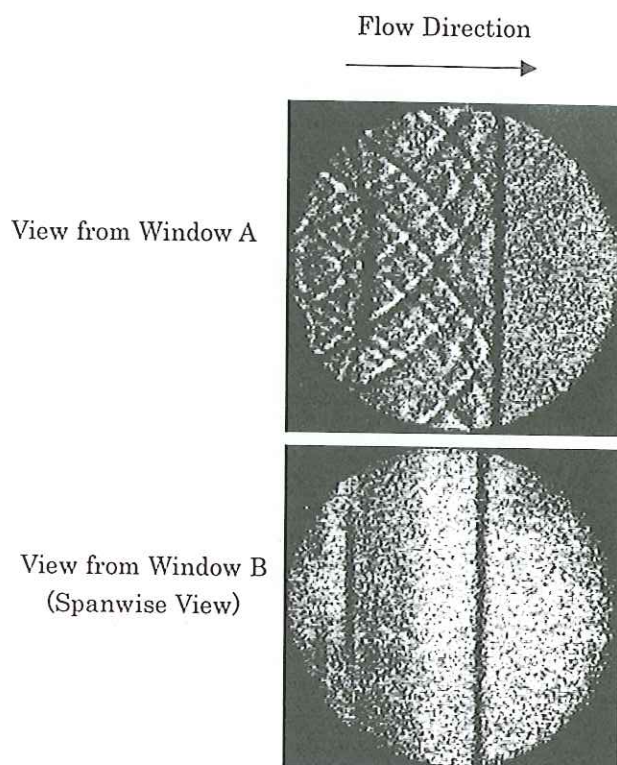 Flow Direction
View from Window A
View from Window B
(Spanwise View)